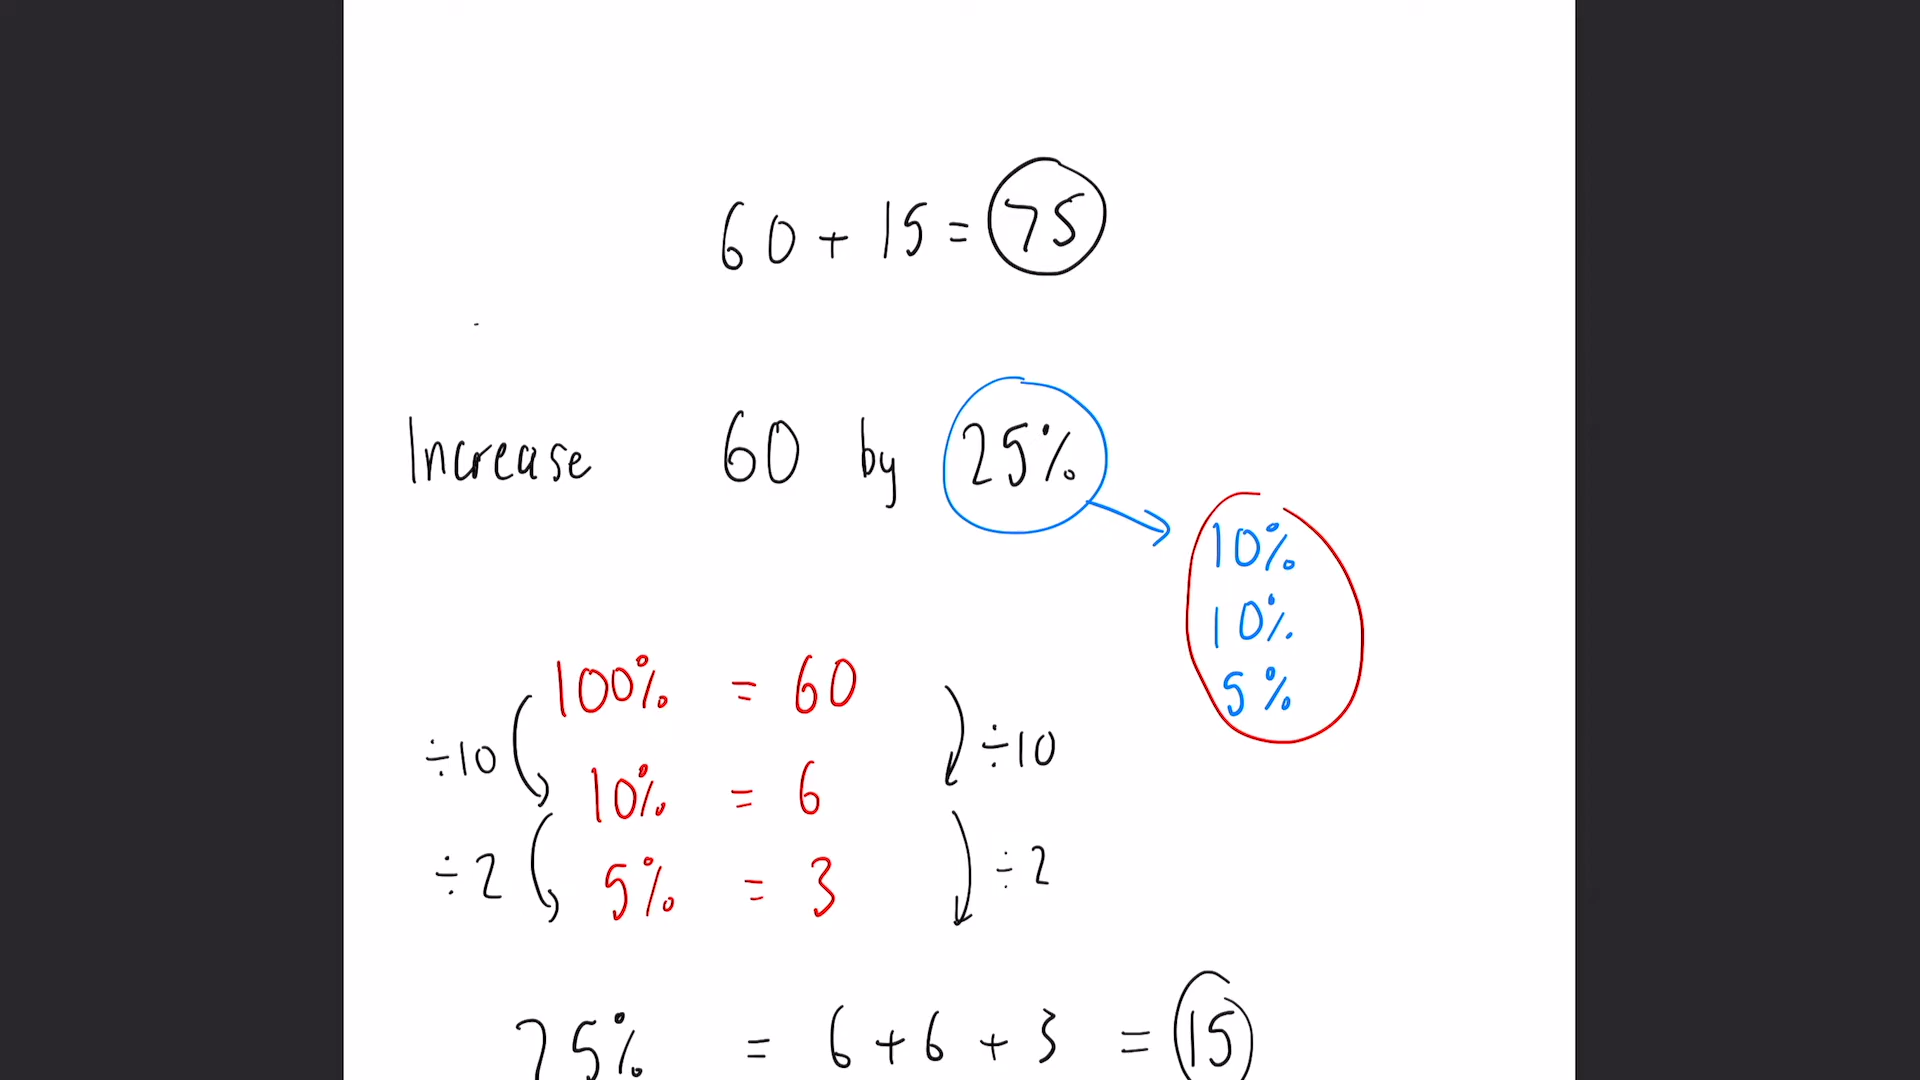 60 + 15 = 75
Increase 60 by 25%
10%
10%
5%
100% = 60
÷10 ÷10
10% = 6
÷2 ÷2
5% = 3
25% = 6 + 6 + 3 = 15